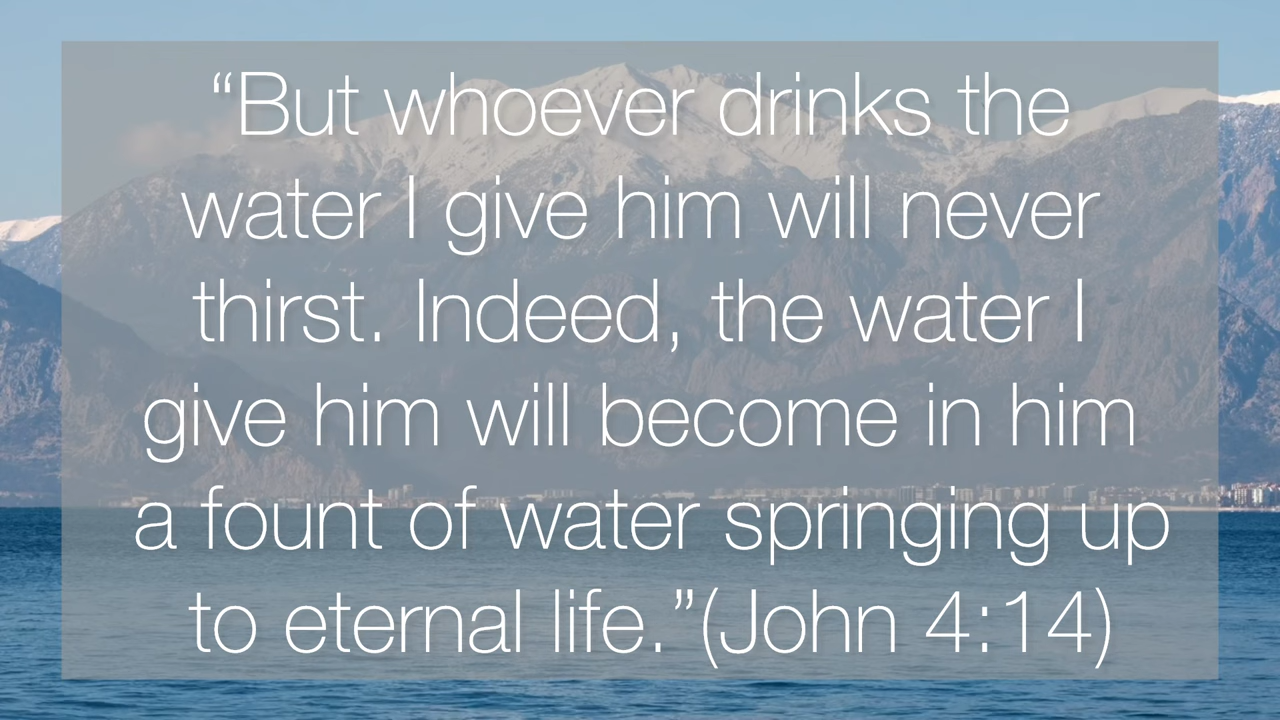 “But whoever drinks the
water I give him will never
thirst. Indeed, the water I
give him will become in him
a fount of water springing up
to eternal life.”(John 4:14)